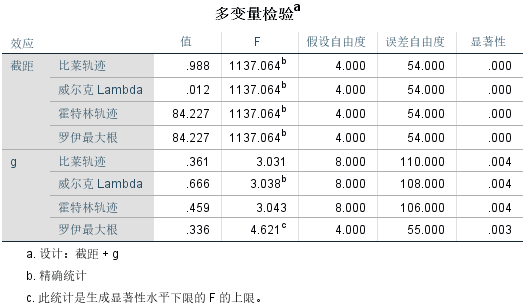 多变量检验a
效应 值 F 假设自由度 误差自由度 显著性
截距 比莱轨迹 .988 1137.064b 4.000 54.000 .000
威尔克 Lambda .012 1137.064b 4.000 54.000 .000
霍特林轨迹 84.227 1137.064b 4.000 54.000 .000
罗伊最大根 84.227 1137.064b 4.000 54.000 .000
g 比莱轨迹 .361 3.031 8.000 110.000 .004
威尔克 Lambda .666 3.038b 8.000 108.000 .004
霍特林轨迹 .459 3.043 8.000 106.000 .004
罗伊最大根 .336 4.621c 4.000 55.000 .003
a. 设计：截距 + g
b. 精确统计
c. 此统计是生成显著性水平下限的 F 的上限。